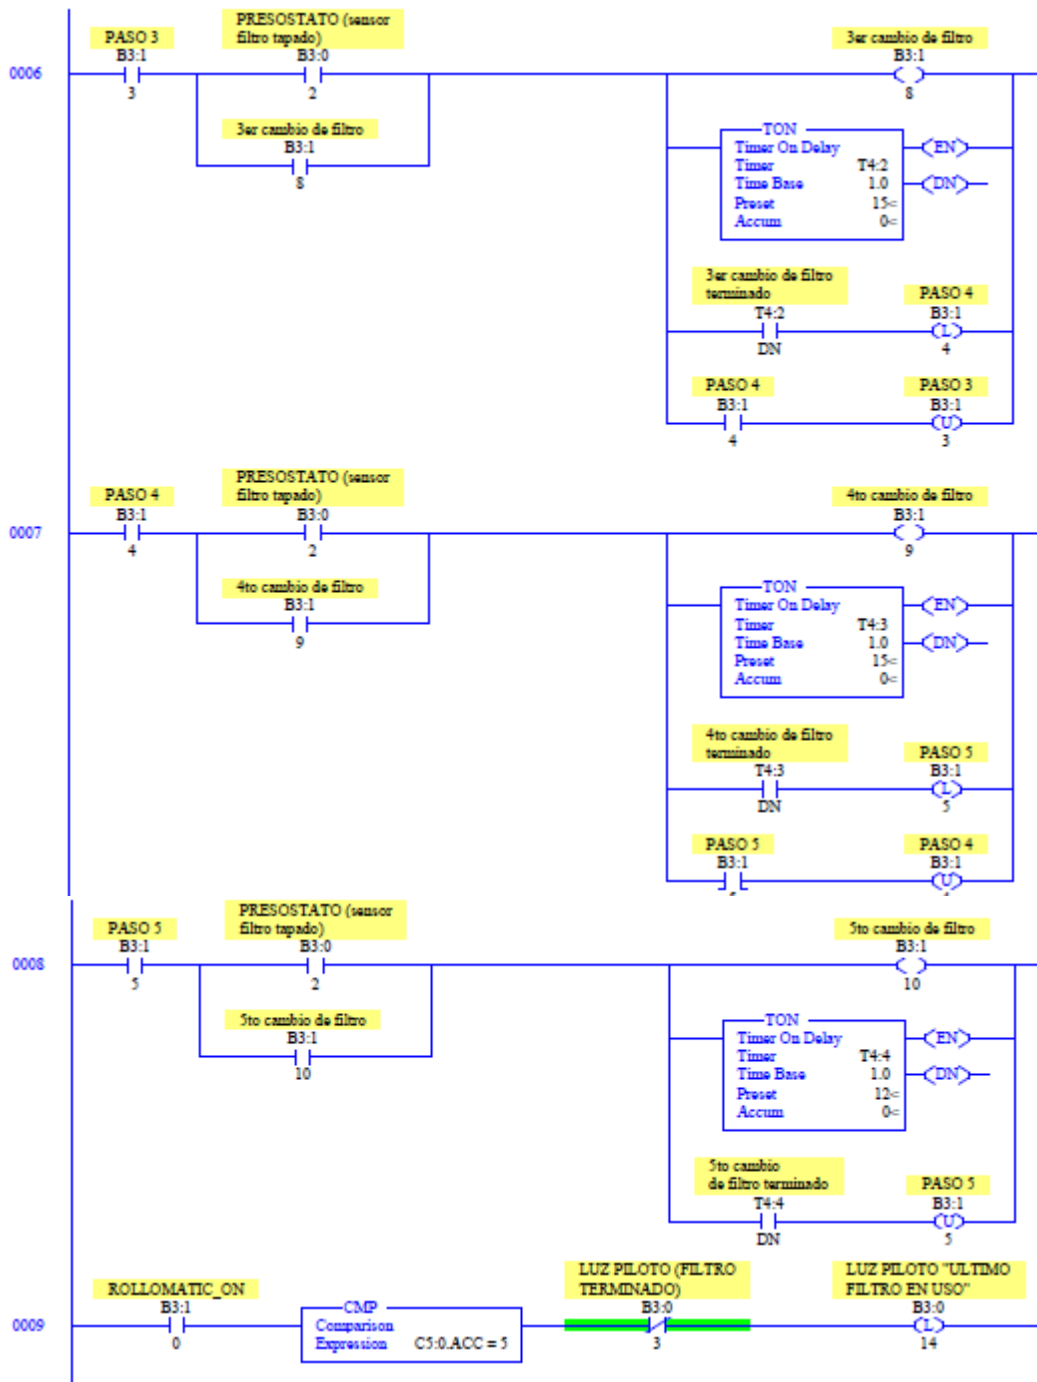 PRESOSTATO (sensor
filtro tapado)
PASO 3
B3:1
3
B3:0
2
3er cambio de filtro
B3:1
8
0006
3er cambio de filtro
B3:1
8
TON
Timer On Delay
Timer T4:2
Time Base 1.0
Preset 15<
Accum 0<
EN
DN
3er cambio de filtro
terminado
T4:2
DN
PASO 4
B3:1
L
4
PASO 4
B3:1
4
PASO 3
B3:1
U
3
PRESOSTATO (sensor
filtro tapado)
PASO 4
B3:1
4
B3:0
2
4to cambio de filtro
B3:1
9
0007
4to cambio de filtro
B3:1
9
TON
Timer On Delay
Timer T4:3
Time Base 1.0
Preset 15<
Accum 0<
EN
DN
4to cambio de filtro
terminado
T4:3
DN
PASO 5
B3:1
L
5
PASO 5
B3:1
PASO 4
B3:1
U
PRESOSTATO (sensor
filtro tapado)
PASO 5
B3:1
5
B3:0
2
5to cambio de filtro
B3:1
10
0008
5to cambio de filtro
B3:1
10
TON
Timer On Delay
Timer T4:4
Time Base 1.0
Preset 12<
Accum 0<
EN
DN
5to cambio
de filtro terminado
T4:4
DN
PASO 5
B3:1
U
5
0009
ROLLOMATIC_ON
B3:1
0
CMP
Comparison
Expression C5:0.ACC = 5
LUZ PILOTO (FILTRO
TERMINADO)
B3:0
3
LUZ PILOTO "ULTIMO
FILTRO EN USO"
B3:0
L
14